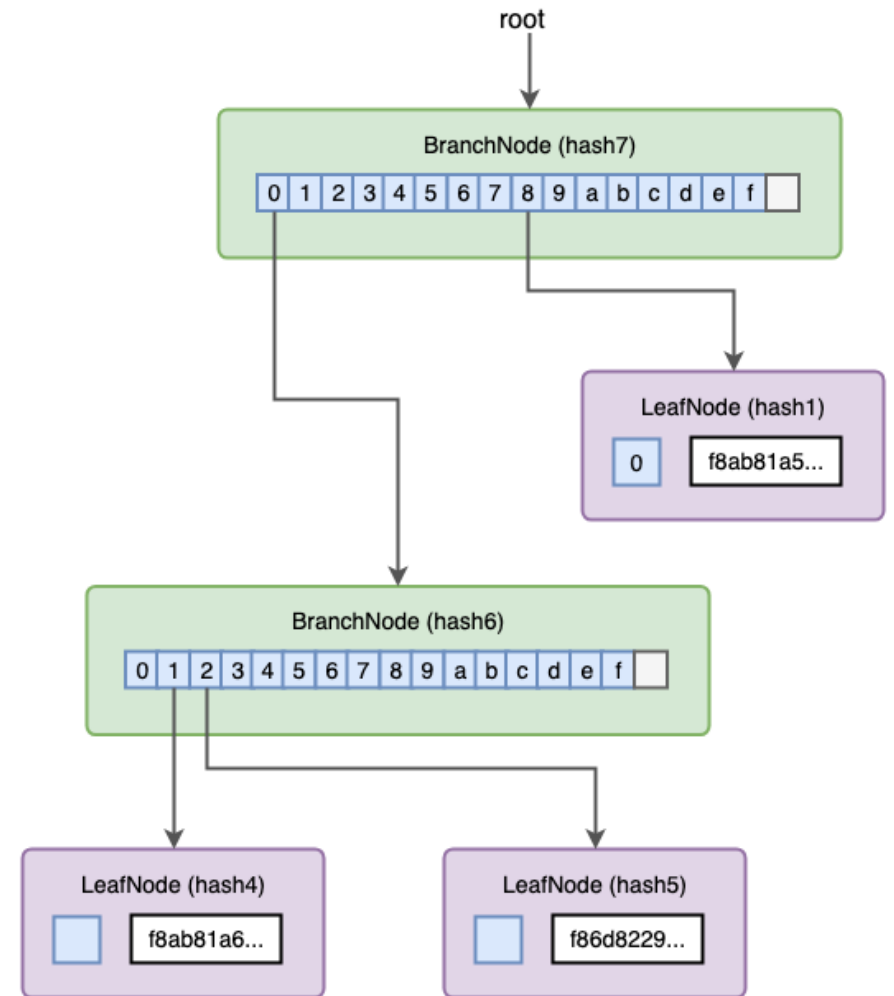 root
BranchNode (hash7)
0 1 2 3 4 5 6 7 8 9 a b c d e f
LeafNode (hash1)
0 f8ab81a5...
BranchNode (hash6)
0 1 2 3 4 5 6 7 8 9 a b c d e f
LeafNode (hash4)
f8ab81a6...
LeafNode (hash5)
f86d8229...